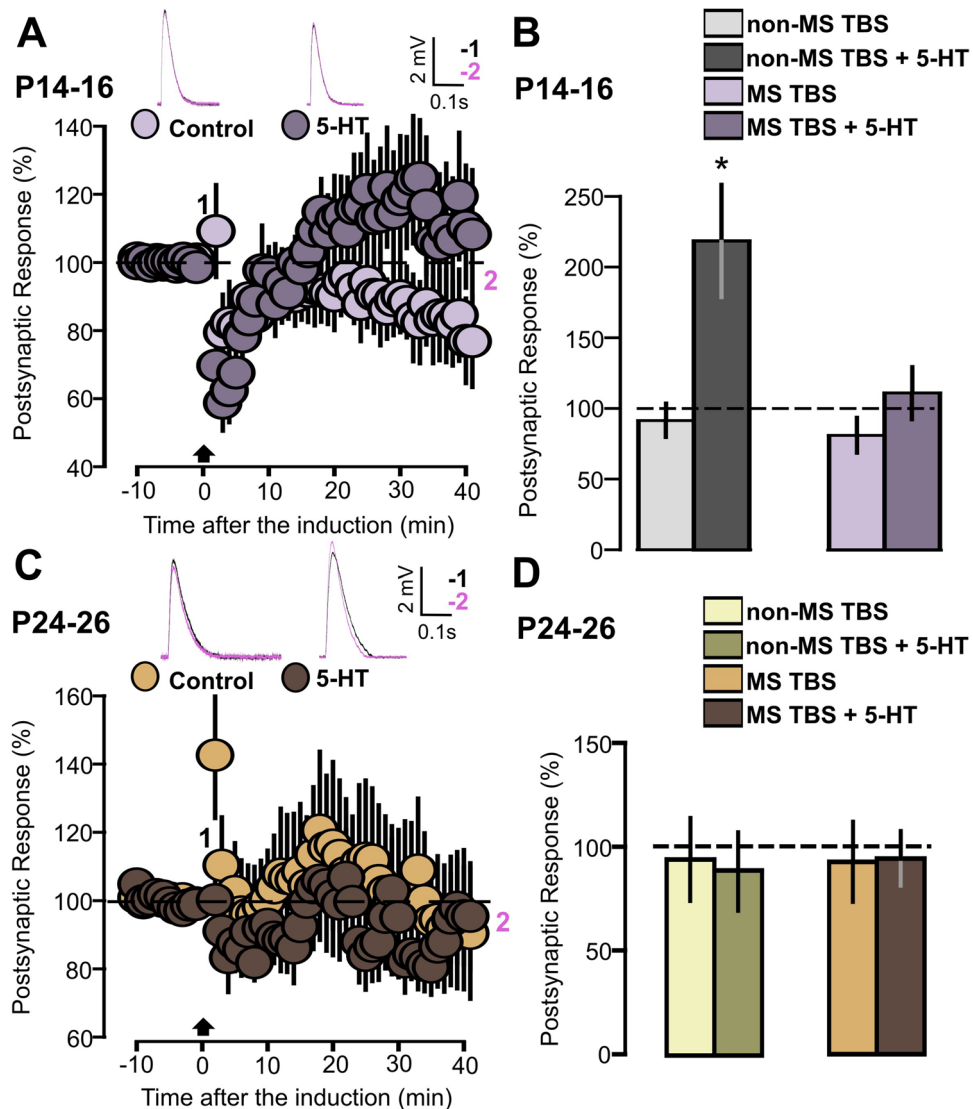 A
P14-16
2 mV
-1
-2
0.1s
Control
5-HT
Postsynaptic Response (%)
140
120
100
80
60
40
1
2
-10
0
10
20
30
40
Time after the induction (min)
B
P14-16
non-MS TBS
non-MS TBS + 5-HT
MS TBS
MS TBS + 5-HT
Postsynaptic Response (%)
250
200
150
100
50
0
*
C
P24-26
2 mV
-1
-2
0.1s
Control
5-HT
Postsynaptic Response (%)
160
140
120
100
80
60
1
2
-10
0
10
20
30
40
Time after the induction (min)
D
P24-26
non-MS TBS
non-MS TBS + 5-HT
MS TBS
MS TBS + 5-HT
Postsynaptic Response (%)
150
100
50
0